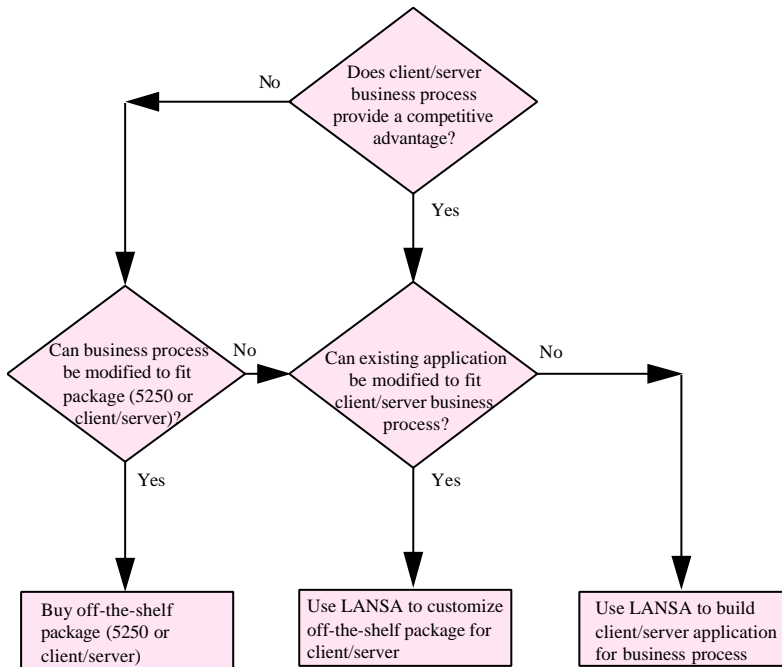 Does client/server
business process
provide a competitive
advantage?
No
Yes
Can business process
be modified to fit
package (5250 or
client/server)?
No
Can existing application
be modified to fit
client/server business
process?
No
Yes
Yes
Buy off-the-shelf
package (5250 or
client/server)
Use LANSA to customize
off-the-shelf package for
client/server
Use LANSA to build
client/server application
for business process